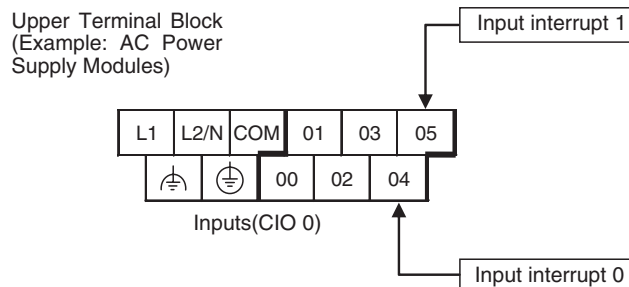 Upper Terminal Block
(Example: AC Power
Supply Modules)
Input interrupt 1
L1 L2/N COM 01 03 05
00 02 04
Inputs(CIO 0)
Input interrupt 0